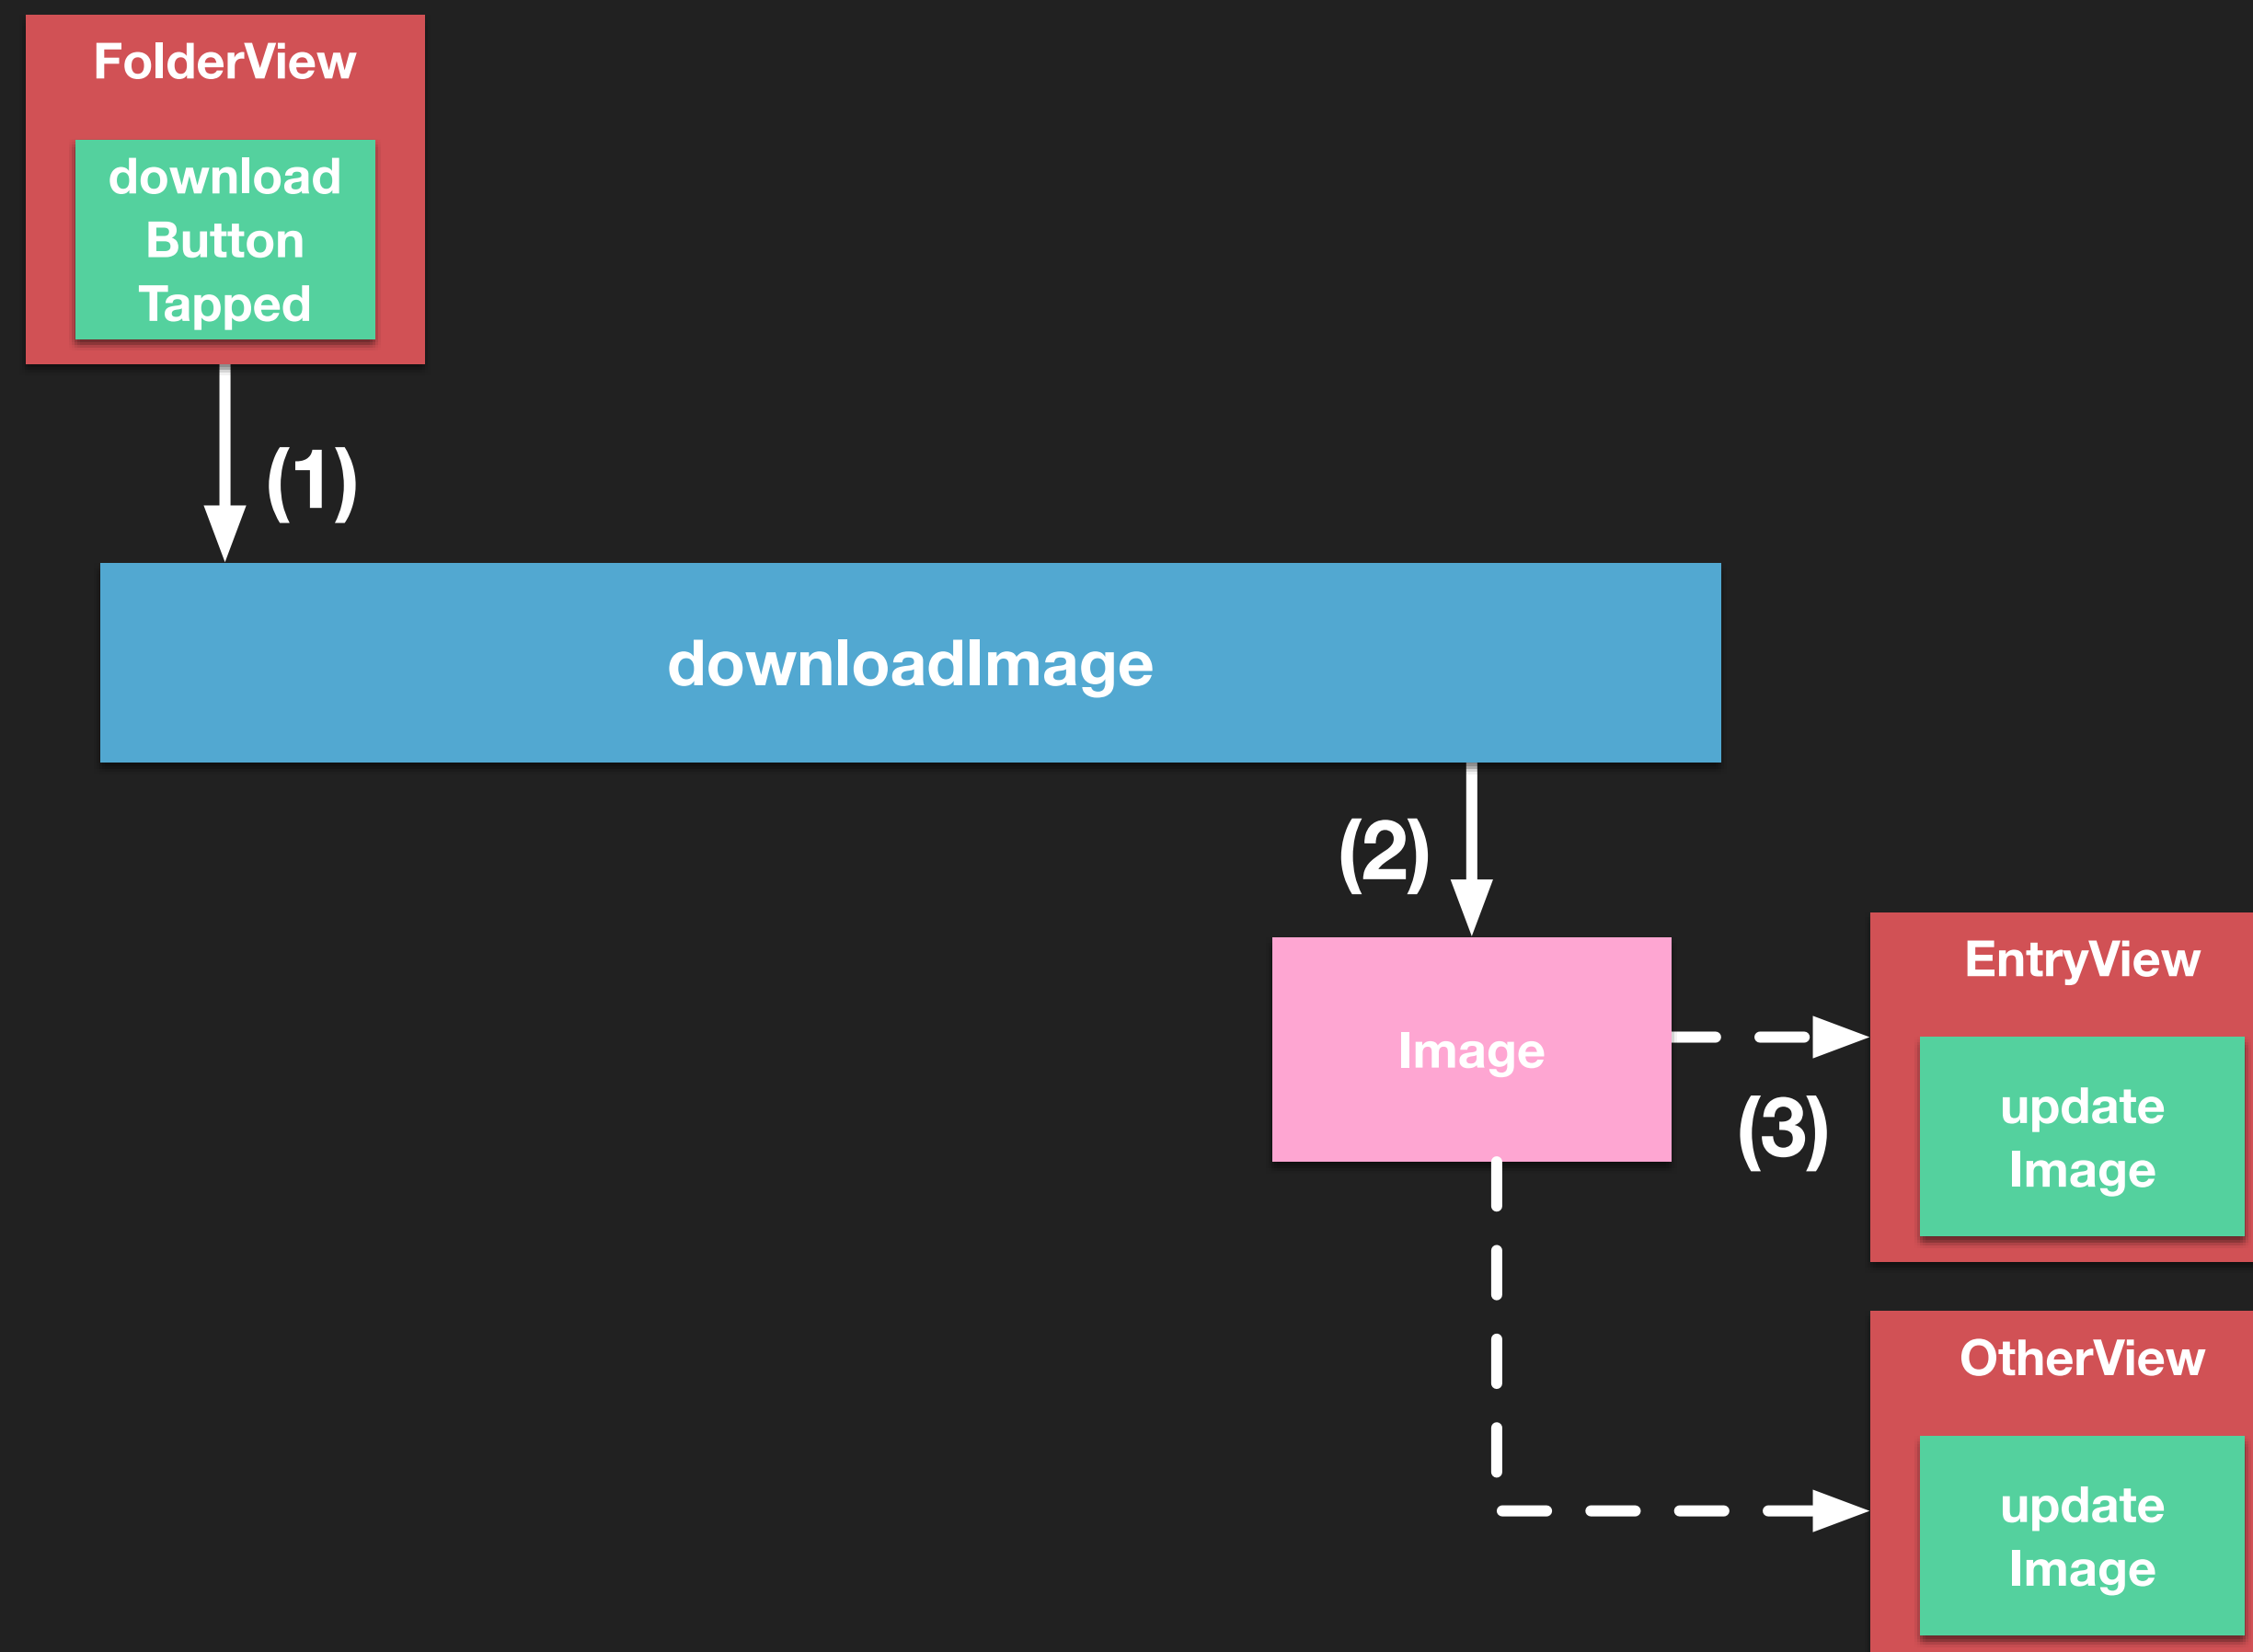 FolderView
download
Button
Tapped
(1)
downloadImage
(2)
Image
(3)
EntryView
update
Image
OtherView
update
Image